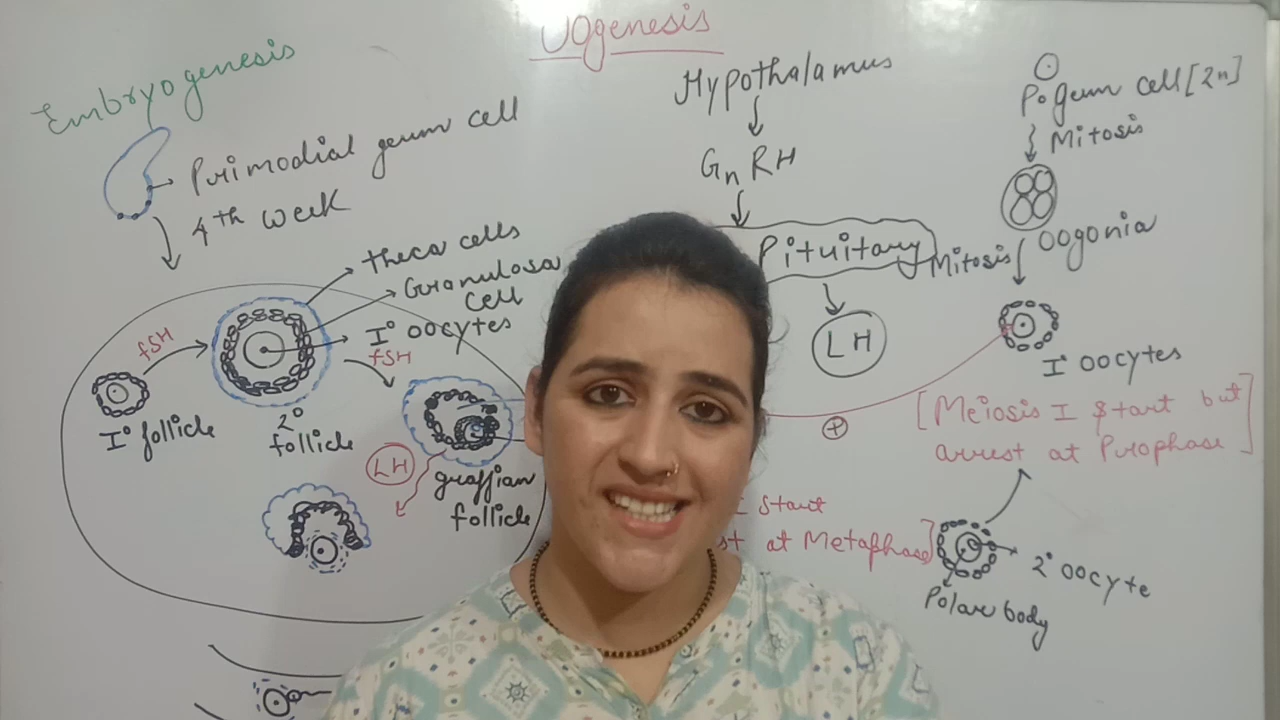 OOgenesis
Embryogenesis
Primodial germ cell
4th week
theca cells
Granulosa
cell
I° oocytes
fSH
I° follicle
2°
follicle
fSH
LH
graffian
follicle
Hypothalamus
GnRH
Pituitary
LH
+
Start
at Metaphase]
P° germ cell [2n]
Mitosis
Oogonia
Mitosis
I° oocytes
[Meiosis I start but
arrest at Prophase]
2° oocyte
Polar body